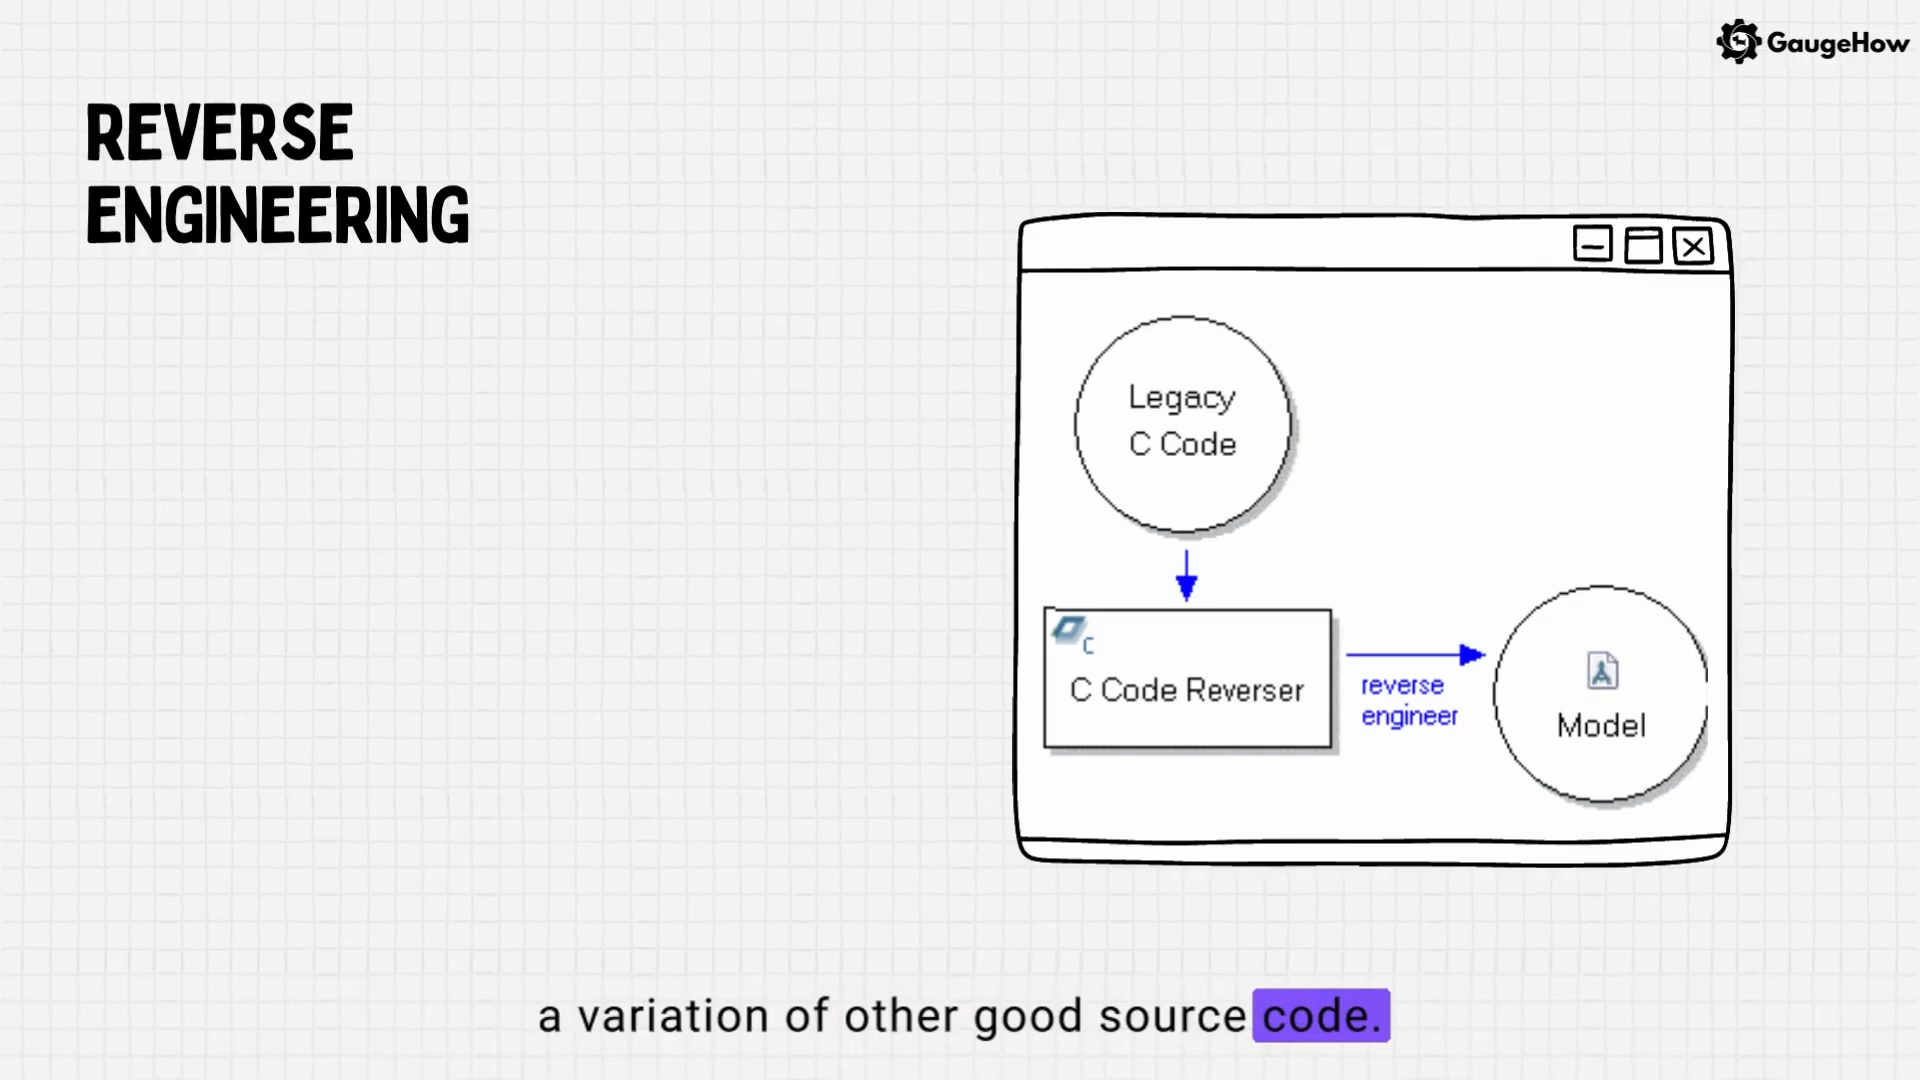 GaugeHow
REVERSE
ENGINEERING
Legacy
C Code
C
C Code Reverser
reverse
engineer
Model
a variation of other good source code.